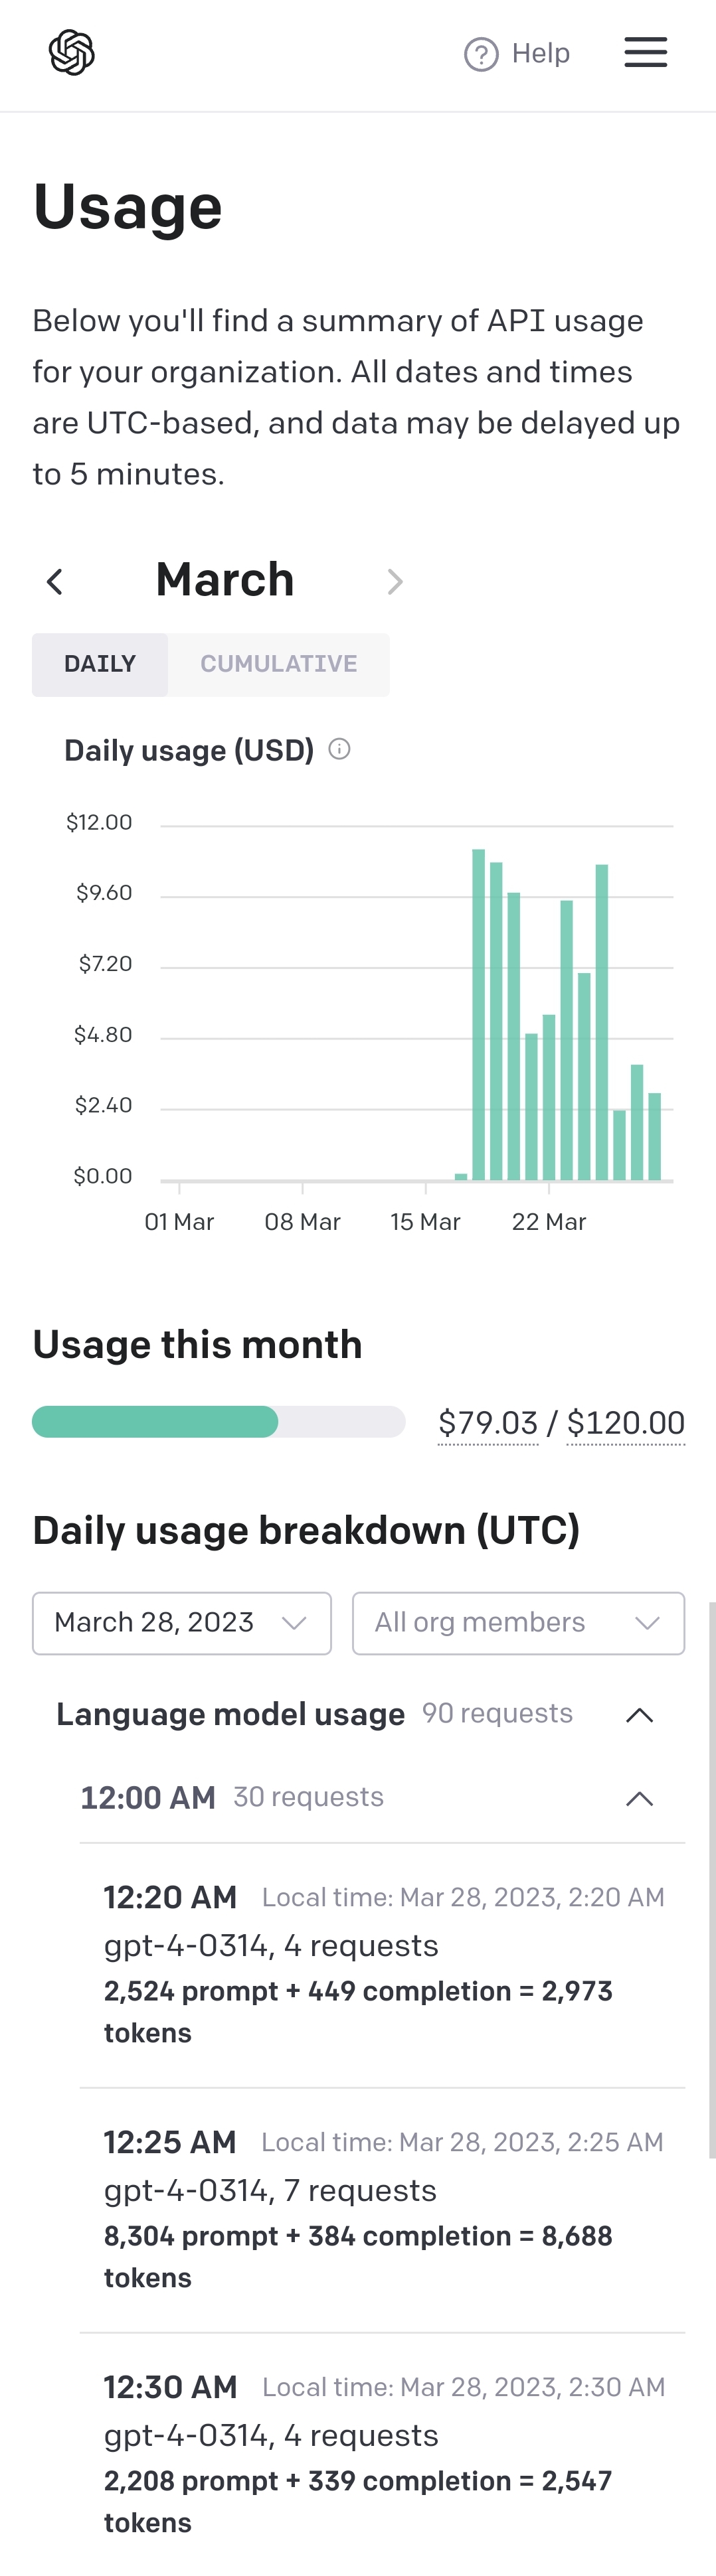 Help
Usage
Below you'll find a summary of API usage
for your organization. All dates and times
are UTC-based, and data may be delayed up
to 5 minutes.
March
DAILY CUMULATIVE
Daily usage (USD)
$12.00
$9.60
$7.20
$4.80
$2.40
$0.00
01 Mar 08 Mar 15 Mar 22 Mar
Usage this month
$79.03 / $120.00
Daily usage breakdown (UTC)
March 28, 2023 All org members
Language model usage 90 requests
12:00 AM 30 requests
12:20 AM Local time: Mar 28, 2023, 2:20 AM
gpt-4-0314, 4 requests
2,524 prompt + 449 completion = 2,973
tokens
12:25 AM Local time: Mar 28, 2023, 2:25 AM
gpt-4-0314, 7 requests
8,304 prompt + 384 completion = 8,688
tokens
12:30 AM Local time: Mar 28, 2023, 2:30 AM
gpt-4-0314, 4 requests
2,208 prompt + 339 completion = 2,547
tokens